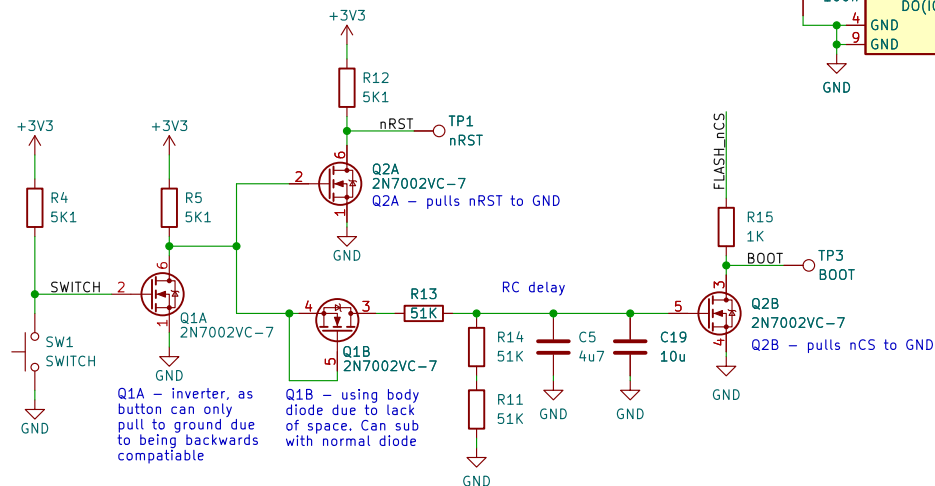 DO(IO
4 GND
9 GND
GND
+3V3
R12
5K1
nRST
TP1
nRST
6
2
Q2A
2N7002VC-7
Q2A – pulls nRST to GND
1
GND
+3V3
+3V3
R4
5K1
R5
5K1
SWITCH
2
6
1
Q1A
2N7002VC-7
GND
SW1
SWITCH
GND
Q1A – inverter, as
button can only
pull to ground due
to being backwards
compatiable
4
3
5
Q1B
2N7002VC-7
Q1B – using body
diode due to lack
of space. Can sub
with normal diode
R13
51K
RC delay
R14
51K
R11
51K
GND
C5
4u7
GND
C19
10u
GND
FLASH_nCS
R15
1K
BOOT
TP3
BOOT
3
5
4
Q2B
2N7002VC-7
Q2B – pulls nCS to GND
GND